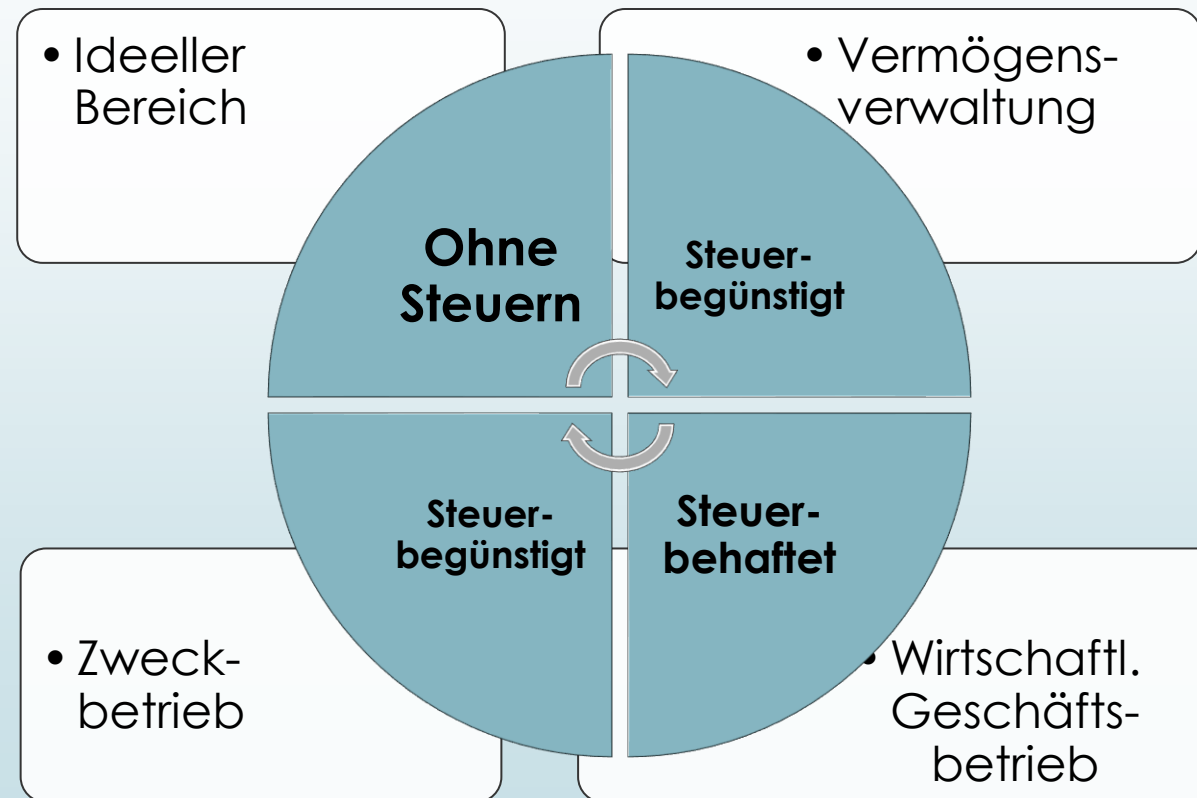 • Ideeller
Bereich
• Vermögens-
verwaltung
Ohne
Steuern
Steuer-
begünstigt
Steuer-
begünstigt
Steuer-
behaftet
• Zweck-
betrieb
• Wirtschaftl.
Geschäfts-
betrieb